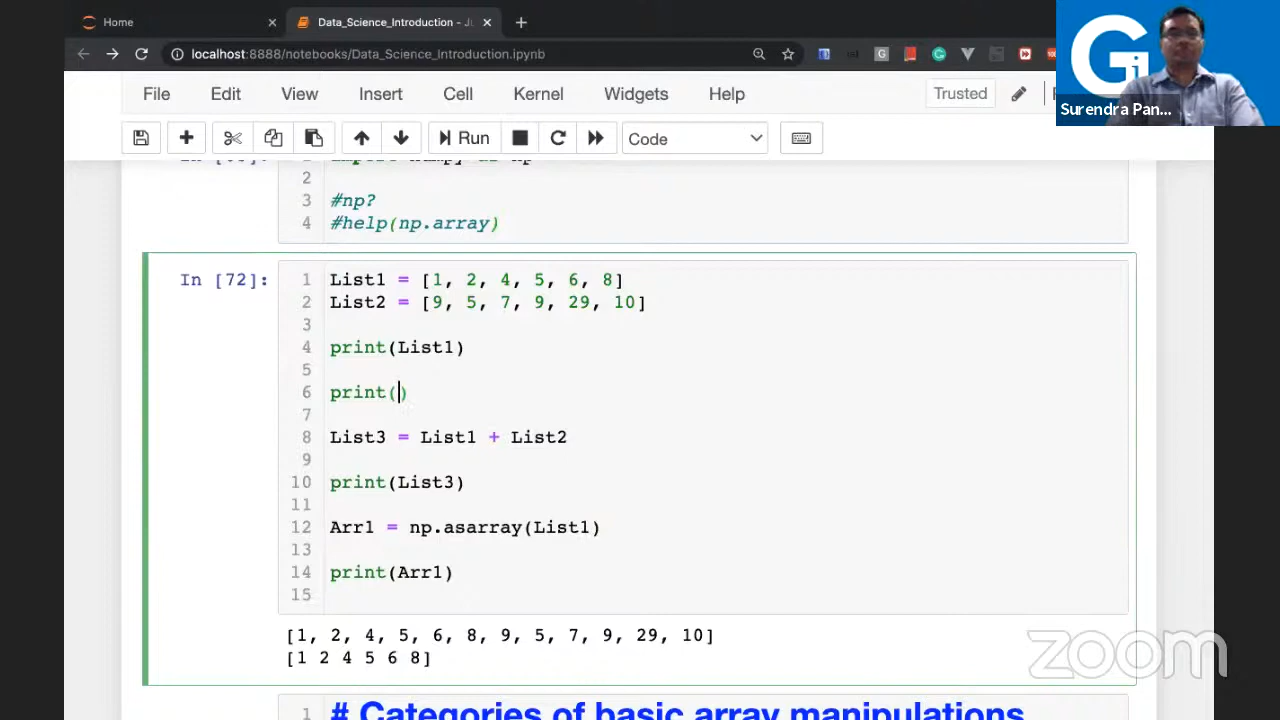 Home
Data_Science_Introduction - Ju
localhost:8888/notebooks/Data_Science_Introduction.ipynb
Gi
Surendra Pan...
File Edit View Insert Cell Kernel Widgets Help Trusted
Run Code
2
3 #np?
4 #help(np.array)
In [72]:
1 List1 = [1, 2, 4, 5, 6, 8]
2 List2 = [9, 5, 7, 9, 29, 10]
3
4 print(List1)
5
6 print()
7
8 List3 = List1 + List2
9
10 print(List3)
11
12 Arr1 = np.asarray(List1)
13
14 print(Arr1)
15
[1, 2, 4, 5, 6, 8, 9, 5, 7, 9, 29, 10]
[1 2 4 5 6 8]
zoom
1 # Categories of basic array manipulations